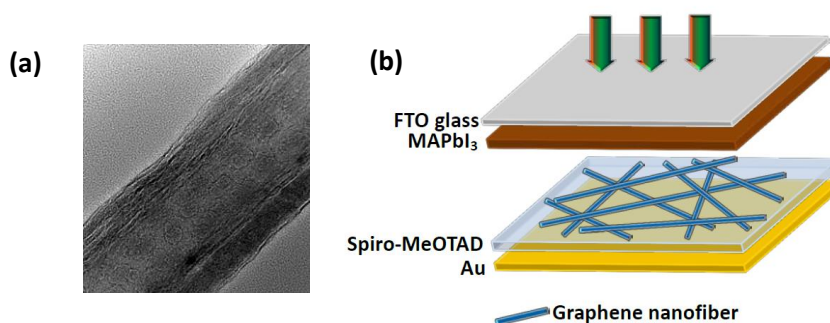 (a)
(b)
FTO glass
MAPbI₃
Spiro-MeOTAD
Au
Graphene nanofiber